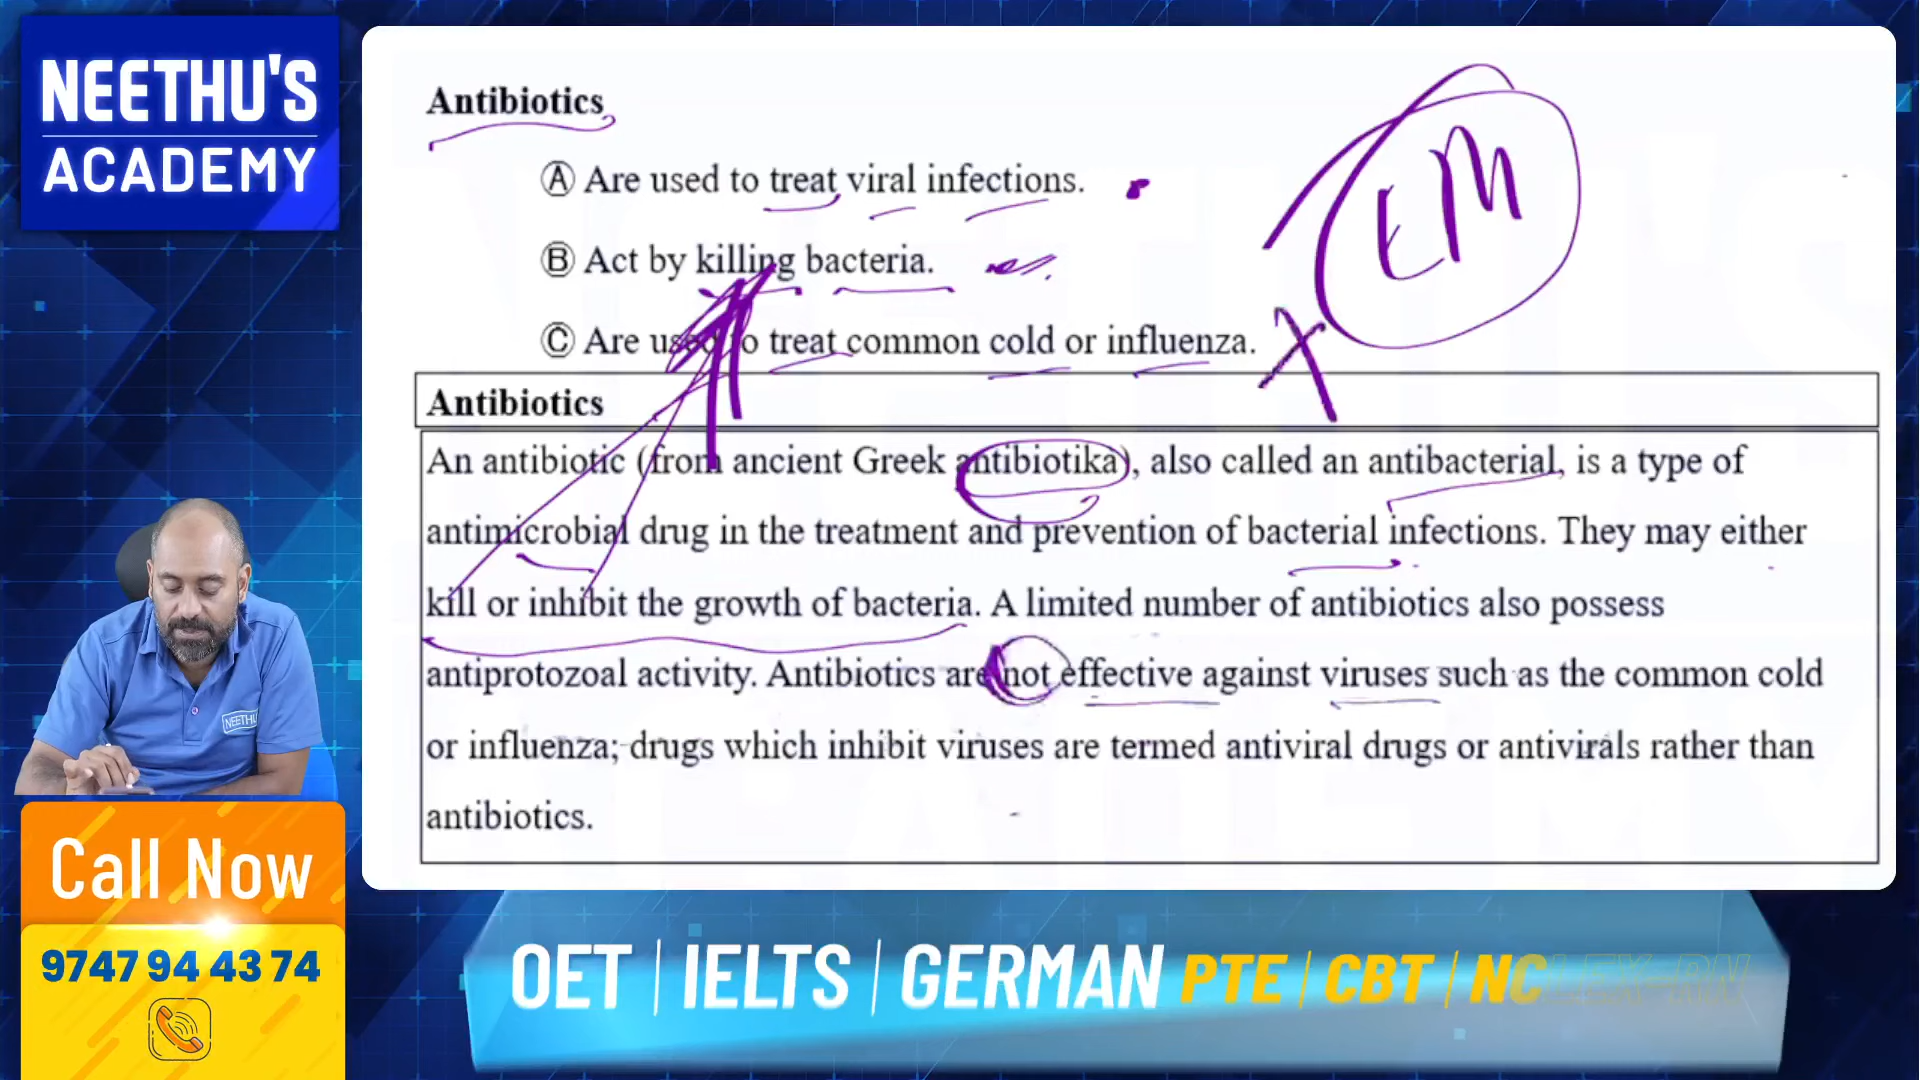 NEETHU'S
ACADEMY
Antibiotics
Ⓐ Are used to treat viral infections.
Ⓑ Act by killing bacteria.
Ⓒ Are used to treat common cold or influenza.
EM
X
Antibiotics
An antibiotic (from ancient Greek antibiotika), also called an antibacterial, is a type of
antimicrobial drug in the treatment and prevention of bacterial infections. They may either
kill or inhibit the growth of bacteria. A limited number of antibiotics also possess
antiprotozoal activity. Antibiotics are not effective against viruses such as the common cold
or influenza; drugs which inhibit viruses are termed antiviral drugs or antivirals rather than
antibiotics.
NEETHU
Call Now
9747 94 43 74
OET | IELTS | GERMAN PTE | CBT | NCLEX-RN